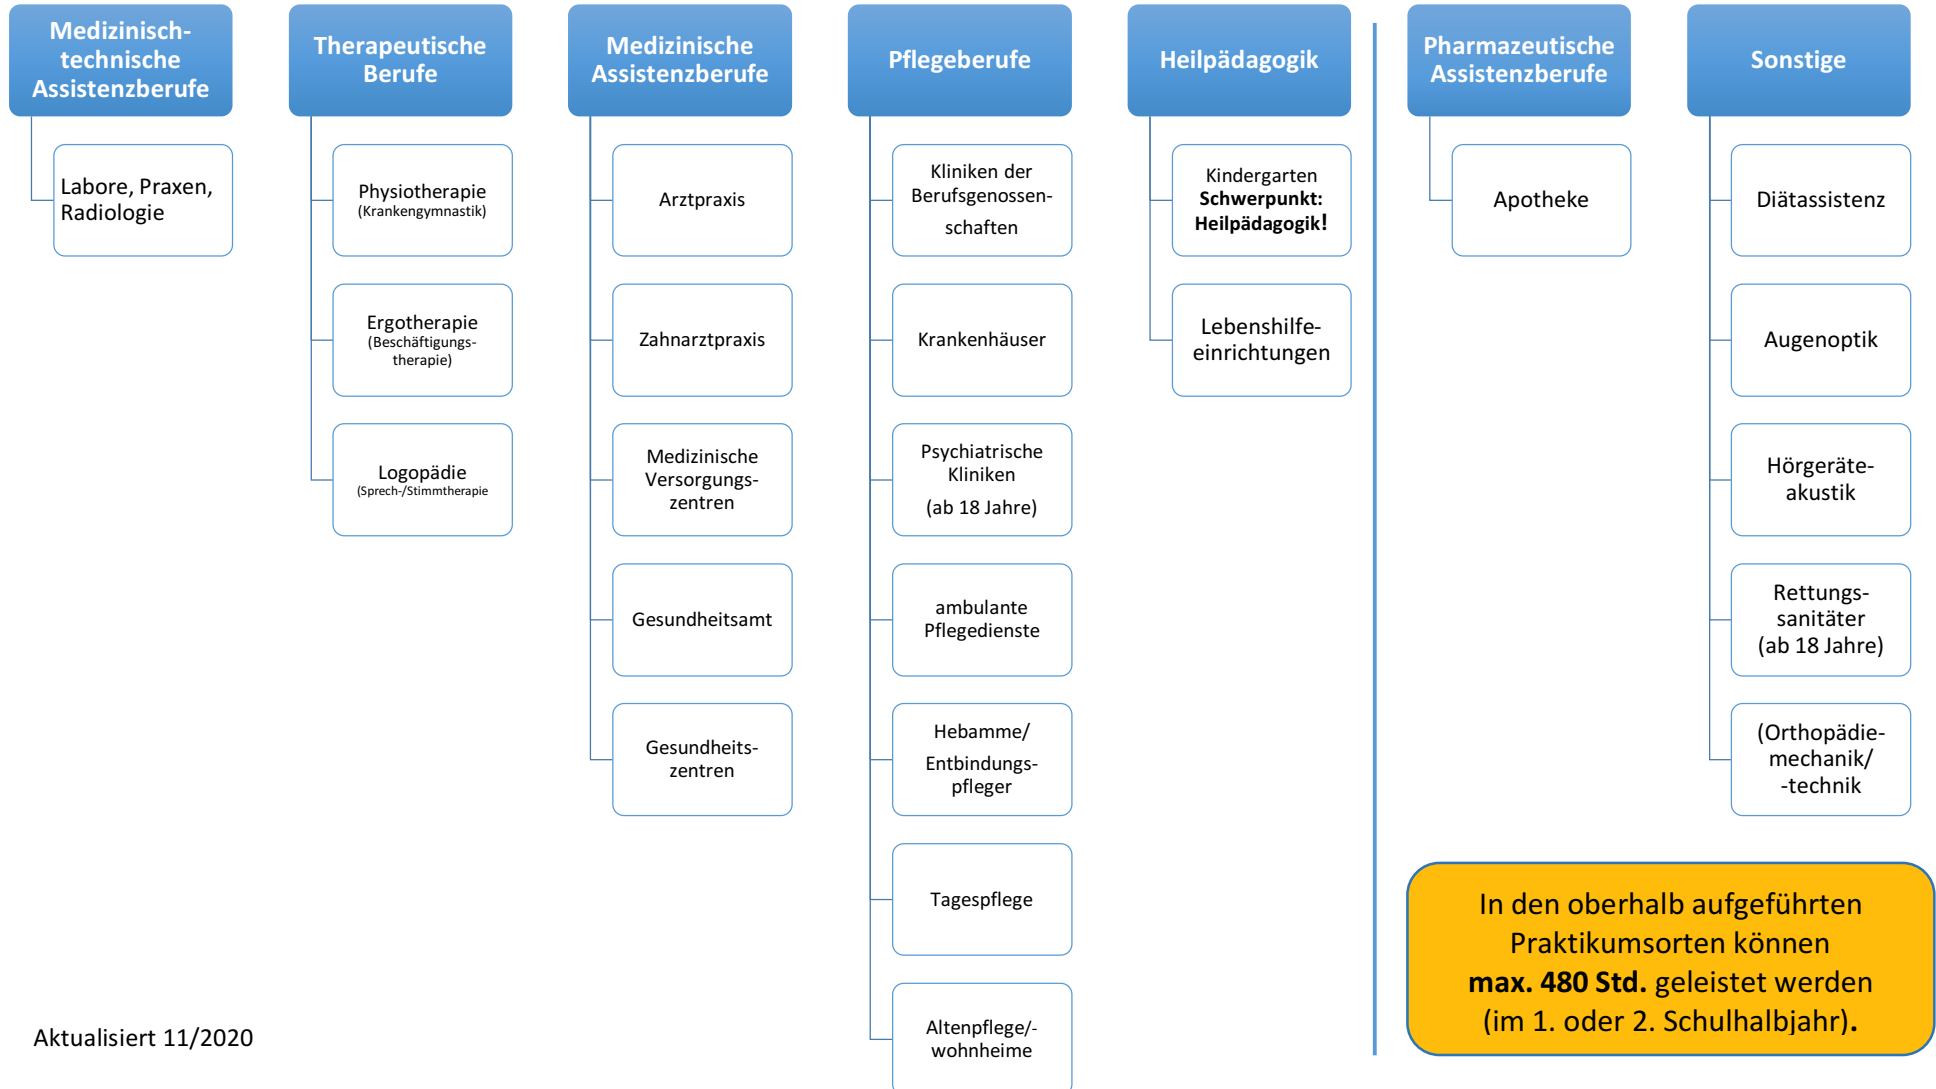 Medizinisch-
technische
Assistenzberufe
Labore, Praxen,
Radiologie
Therapeutische
Berufe
Physiotherapie
(Krankengymnastik)
Ergotherapie
(Beschäftigungs-
therapie)
Logopädie
(Sprech-/Stimmtherapie
Medizinische
Assistenzberufe
Arztpraxis
Zahnarztpraxis
Medizinische
Versorgungs-
zentren
Gesundheitsamt
Gesundheits-
zentren
Pflegeberufe
Kliniken der
Berufsgenossen-
schaften
Krankenhäuser
Psychiatrische
Kliniken
(ab 18 Jahre)
ambulante
Pflegedienste
Hebamme/
Entbindungs-
pfleger
Tagespflege
Altenpflege/-
wohnheime
Heilpädagogik
Kindergarten
Schwerpunkt:
Heilpädagogik!
Lebenshilfe-
einrichtungen
Pharmazeutische
Assistenzberufe
Apotheke
Sonstige
Diätassistenz
Augenoptik
Hörgeräte-
akustik
Rettungs-
sanitäter
(ab 18 Jahre)
(Orthopädie-
mechanik/
-technik
In den oberhalb aufgeführten
Praktikumsorten können
max. 480 Std. geleistet werden
(im 1. oder 2. Schulhalbjahr).
Aktualisiert 11/2020